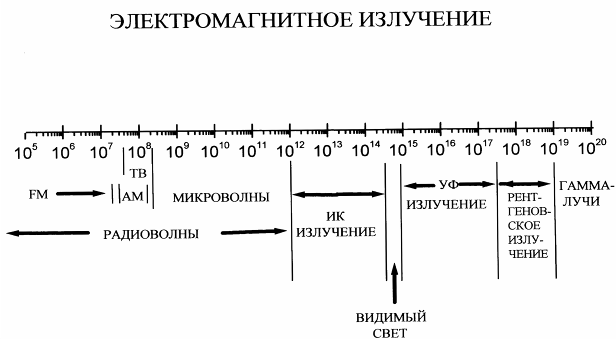 ЭЛЕКТРОМАГНИТНОЕ ИЗЛУЧЕНИЕ
10⁵ 10⁶ 10⁷ 10⁸ 10⁹ 10¹⁰ 10¹¹ 10¹² 10¹³ 10¹⁴ 10¹⁵ 10¹⁶ 10¹⁷ 10¹⁸ 10¹⁹ 10²⁰
ТВ
FM
АМ
МИКРОВОЛНЫ
РАДИОВОЛНЫ
ИК
ИЗЛУЧЕНИЕ
ВИДИМЫЙ
СВЕТ
УФ
ИЗЛУЧЕНИЕ
РЕНТ-
ГЕНОВ-
СКОЕ
ИЗЛУ-
ЧЕНИЕ
ГАММА-
ЛУЧИ